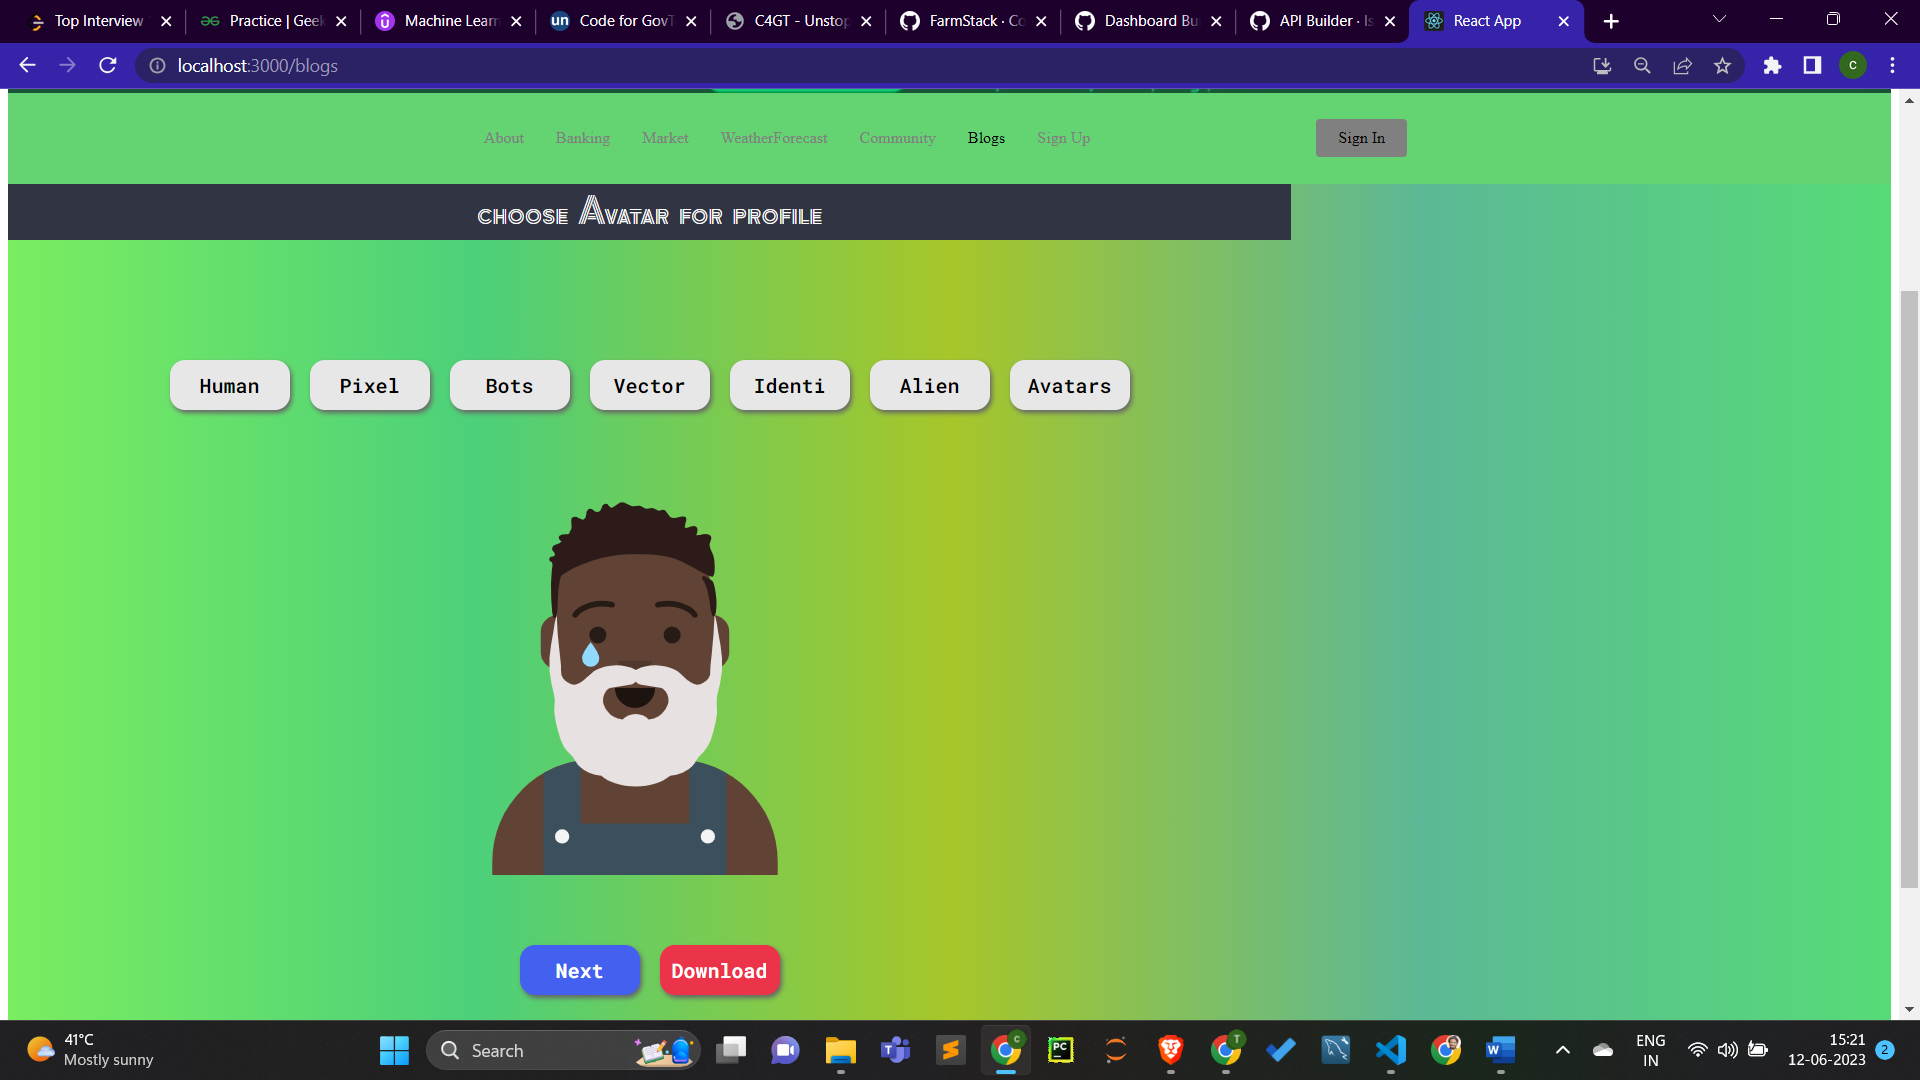 Top Interview
Practice | Geek
Machine Learn
Code for GovT
C4GT - Unstop
FarmStack · Co
Dashboard Bui
API Builder · Is
React App
localhost:3000/blogs
C
About
Banking
Market
WeatherForecast
Community
Blogs
Sign Up
Sign In
CHOOSE AVATAR FOR PROFILE
Human
Pixel
Bots
Vector
Identi
Alien
Avatars
Next
Download
41°C
Mostly sunny
Search
ENG
IN
15:21
12-06-2023
2